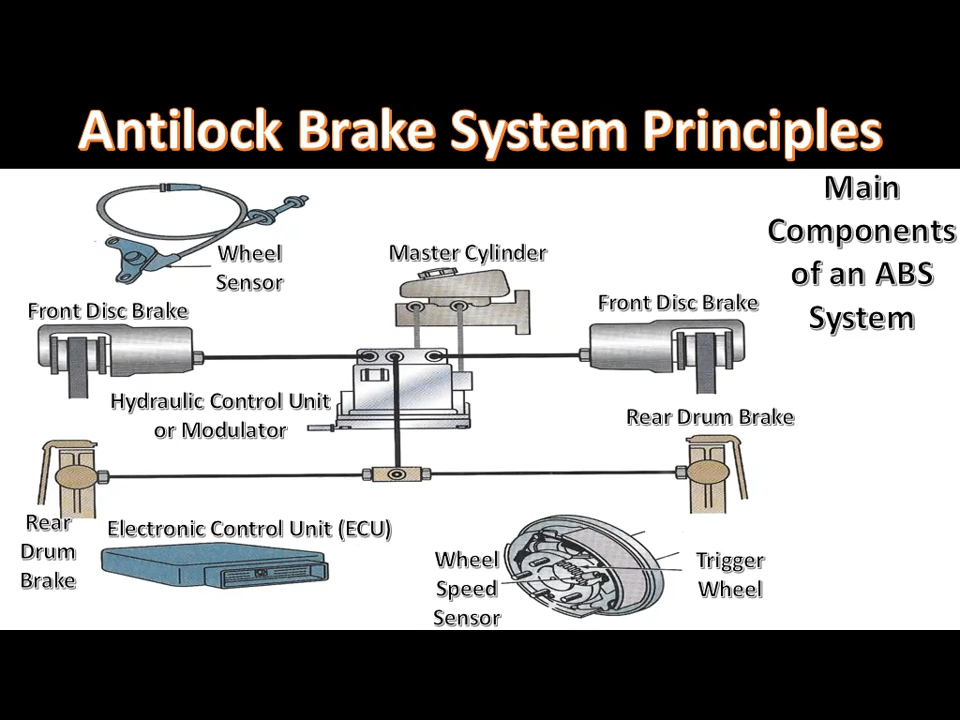 Antilock Brake System Principles
Main
Components
of an ABS
System
Wheel
Sensor
Master Cylinder
Front Disc Brake
Front Disc Brake
Hydraulic Control Unit
or Modulator
Rear Drum Brake
Rear
Drum
Brake
Electronic Control Unit (ECU)
Wheel
Speed
Sensor
Trigger
Wheel